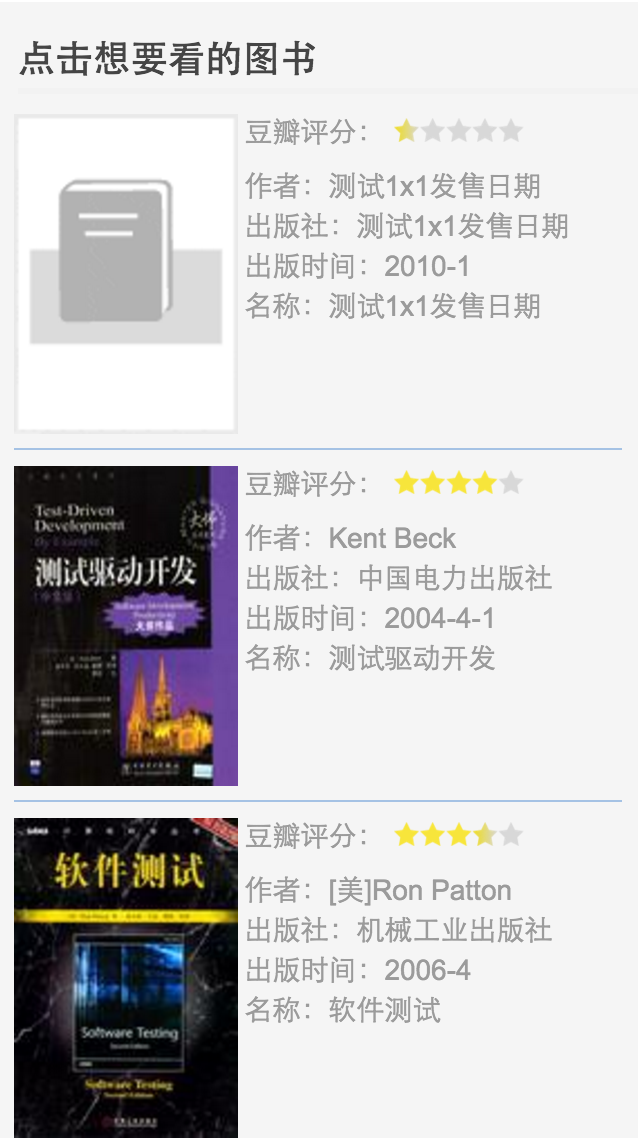 点击想要看的图书
豆瓣评分：
作者：测试1x1发售日期
出版社：测试1x1发售日期
出版时间：2010-1
名称：测试1x1发售日期
豆瓣评分：
作者：Kent Beck
出版社：中国电力出版社
出版时间：2004-4-1
名称：测试驱动开发
Test-Driven
Development
By Example
大师
测试驱动开发
Software Development
Productivity
大奖作品
豆瓣评分：
作者：[美]Ron Patton
出版社：机械工业出版社
出版时间：2006-4
名称：软件测试
软件测试
Software Testing
Second Edition
Software Testing
Second Edition